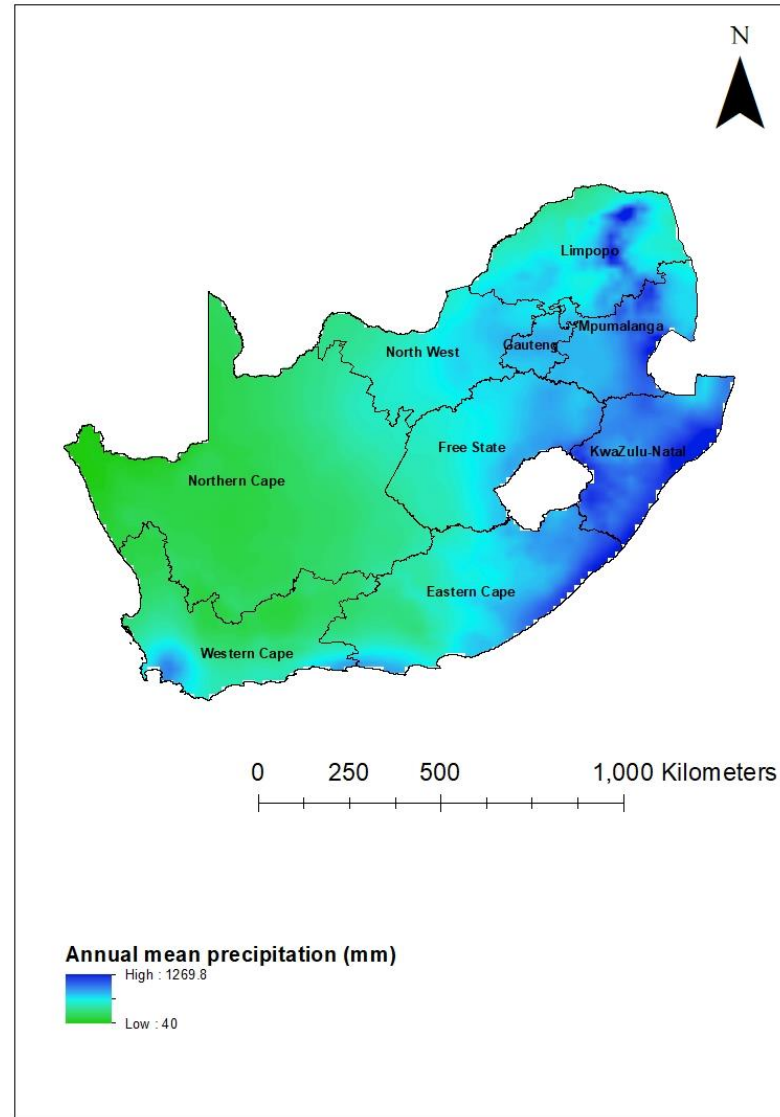 N
Limpopo
Mpumalanga
Gauteng
North West
Free State
KwaZulu-Natal
Northern Cape
Eastern Cape
Western Cape
0 250 500 1,000 Kilometers
Annual mean precipitation (mm)
High : 1269.8
Low : 40